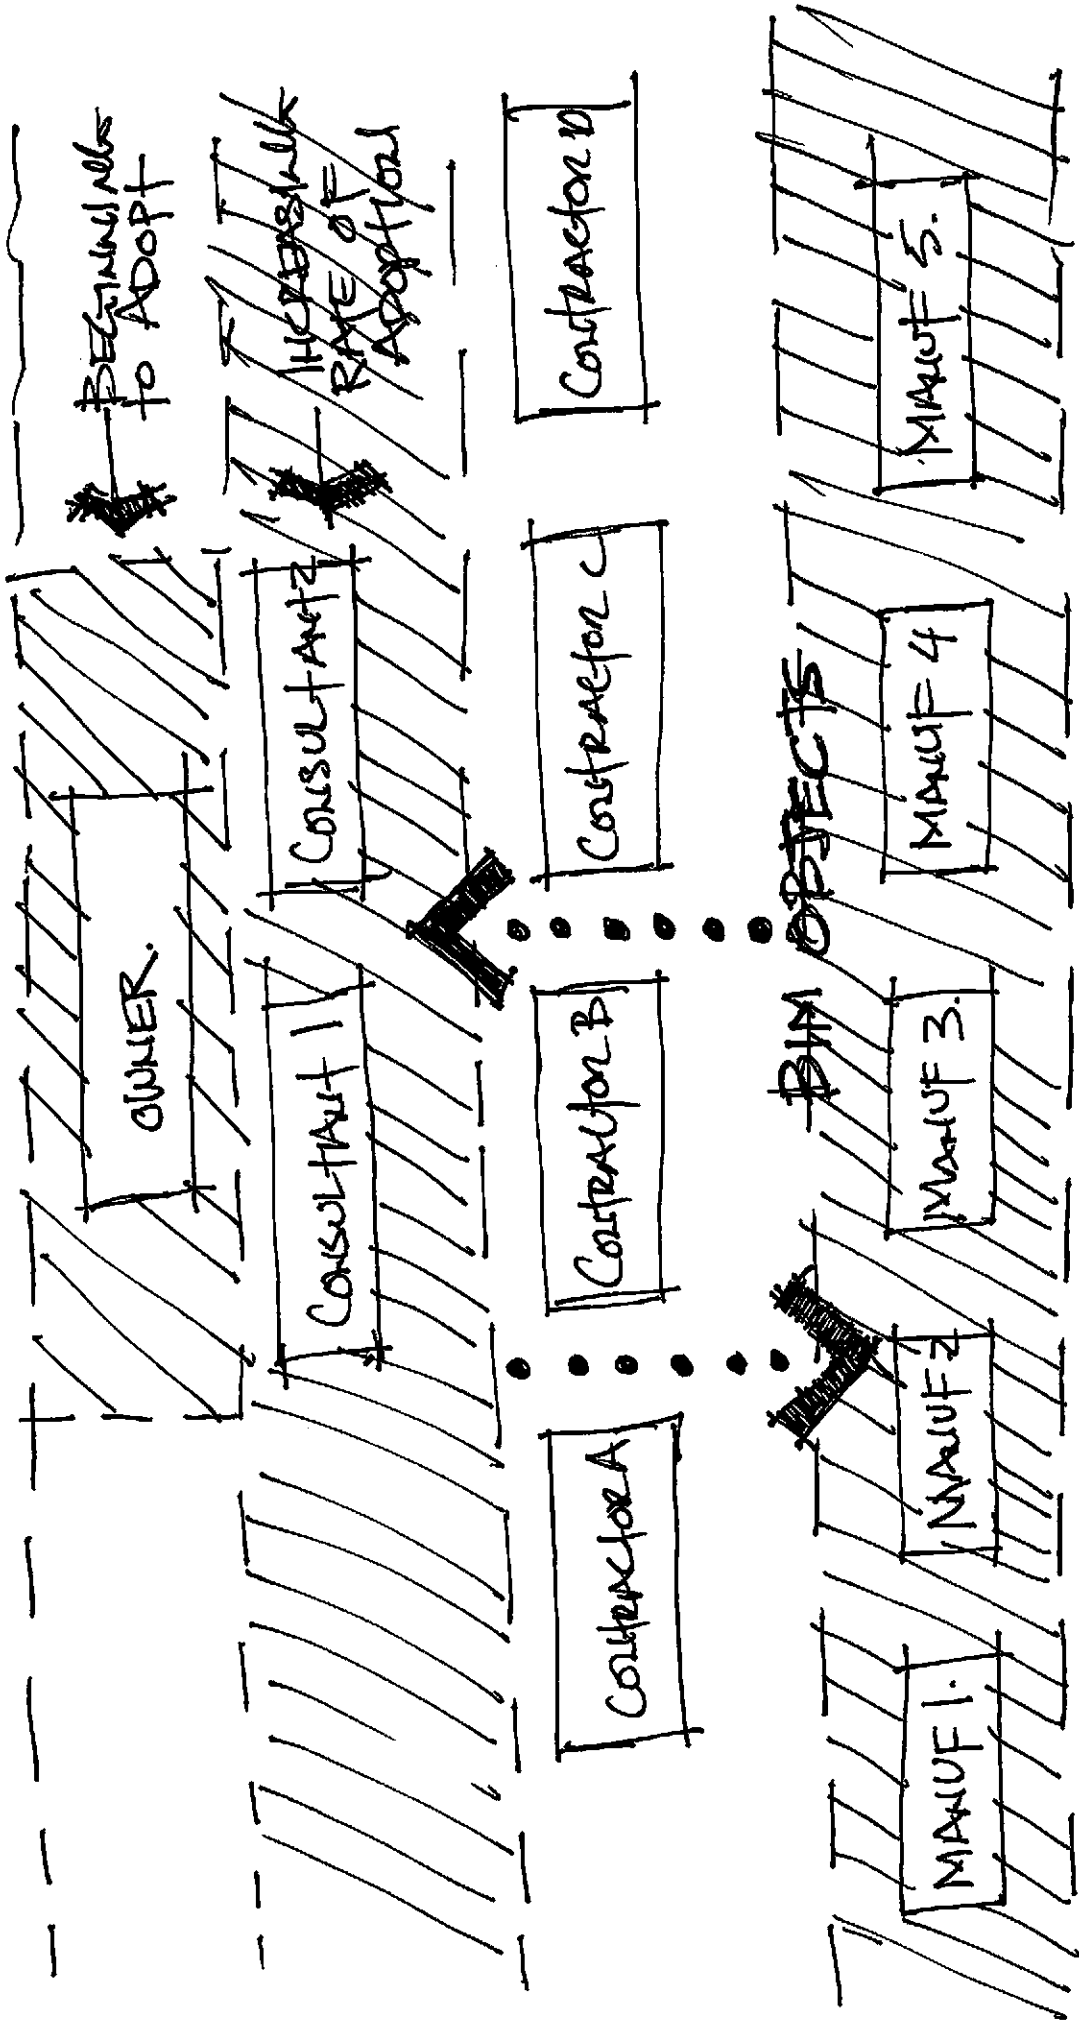 OWNER.
BEGINNING
TO ADOPT
CONSULTANT 1
CONSULTANT 2
INCREASING
RATE OF
ADOPTION
CONTRACTOR A
CONTRACTOR B
CONTRACTOR C
CONTRACTOR D
BIM OBJECTS
MANUF 1.
MANUF 2
MANUF 3.
MANUF 4
MANUF 5.